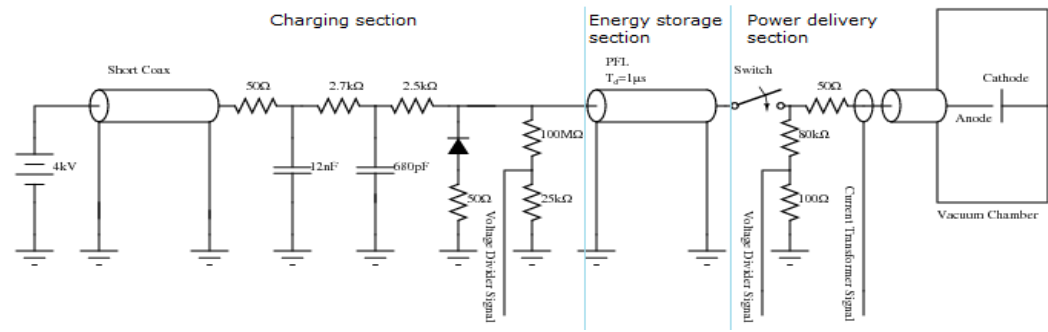 Charging section
Energy storage
section
Power delivery
section
Short Coax
50Ω
2.7kΩ
2.5kΩ
PFL
T_d=1μs
Switch
50Ω
Cathode
Anode
4kV
12nF
680pF
50Ω
100MΩ
25kΩ
80kΩ
100Ω
Voltage Divider Signal
Voltage Divider Signal
Current Transformer Signal
Vacuum Chamber